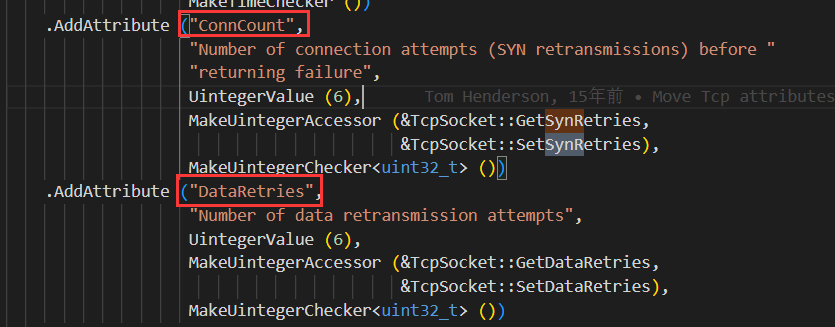 MakeTimeChecker ())
.AddAttribute ("ConnCount",
"Number of connection attempts (SYN retransmissions) before "
"returning failure",
UintegerValue (6), Tom Henderson, 15年前 • Move Tcp attributes
MakeUintegerAccessor (&TcpSocket::GetSynRetries,
&TcpSocket::SetSynRetries),
MakeUintegerChecker<uint32_t> ())
.AddAttribute ("DataRetries",
"Number of data retransmission attempts",
UintegerValue (6),
MakeUintegerAccessor (&TcpSocket::GetDataRetries,
&TcpSocket::SetDataRetries),
MakeUintegerChecker<uint32_t> ())